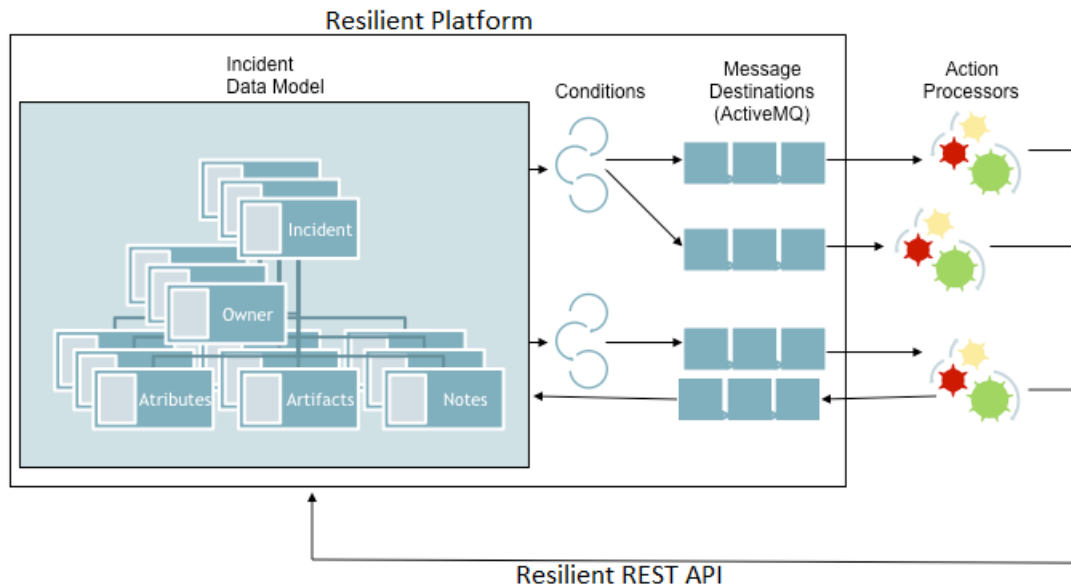 Resilient Platform
Incident
Data Model
Conditions
Message
Destinations
(ActiveMQ)
Action
Processors
Incident
Owner
Atributes
Artifacts
Notes
Resilient REST API